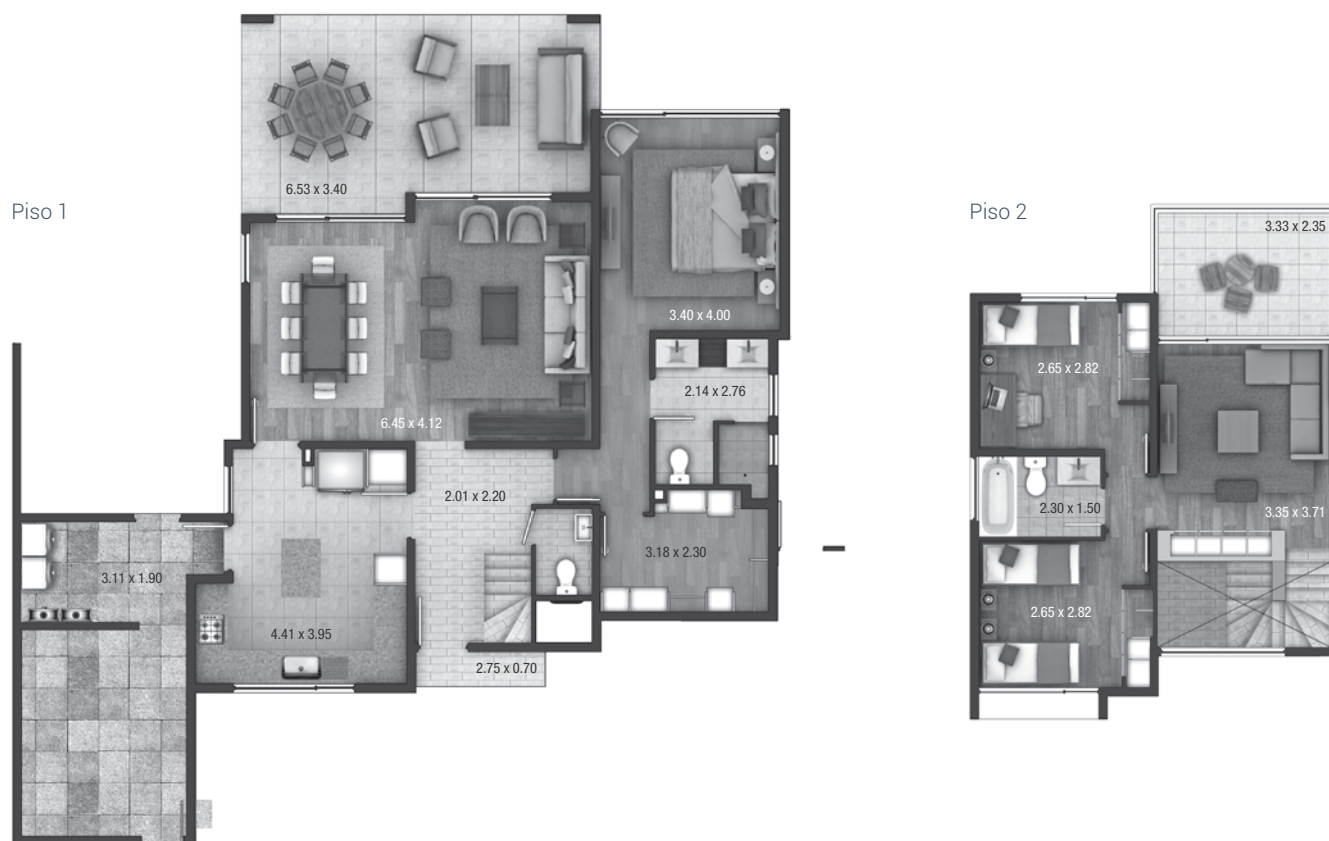 Piso 1
6.53 x 3.40
3.40 x 4.00
2.14 x 2.76
6.45 x 4.12
2.01 x 2.20
3.18 x 2.30
3.11 x 1.90
4.41 x 3.95
2.75 x 0.70
Piso 2
3.33 x 2.35
2.65 x 2.82
2.30 x 1.50
3.35 x 3.71
2.65 x 2.82